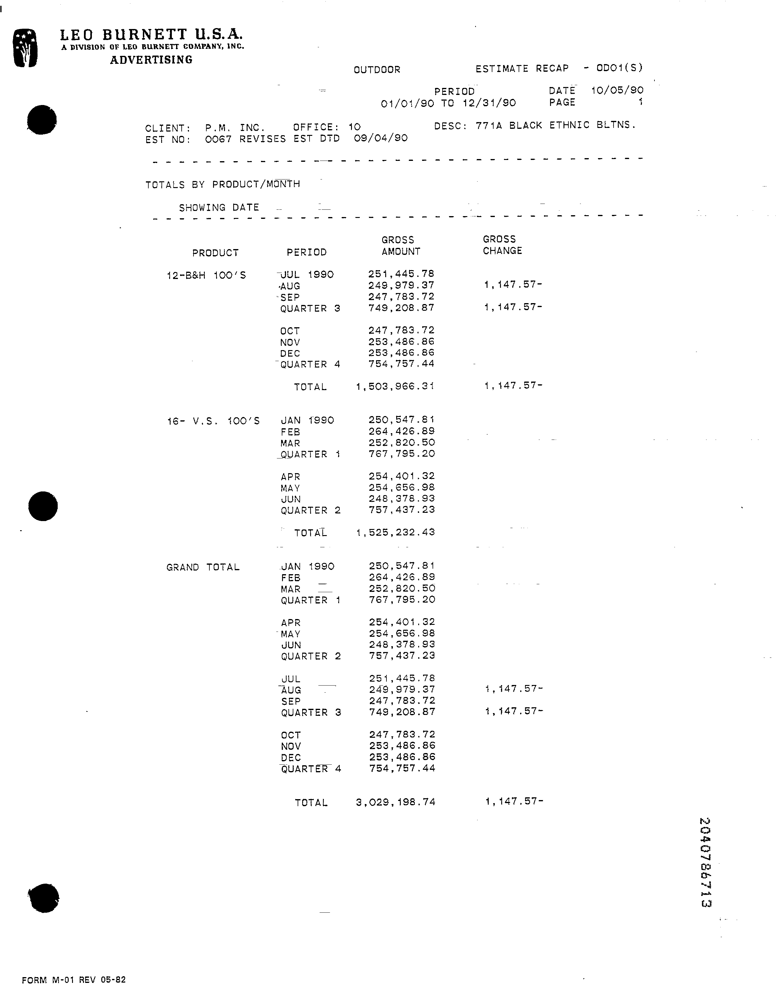 LEO BURNETT U.S.A.
A DIVISION OF LEO BURNETT COMPANY, INC.
ADVERTISING
OUTDOOR ESTIMATE RECAP - OD01(S)
PERIOD DATE 10/05/90
01/01/90 TO 12/31/90 PAGE 1
CLIENT: P.M. INC. OFFICE: 10 DESC: 771A BLACK ETHNIC BLTNS.
EST NO: 0067 REVISES EST DTD 09/04/90
TOTALS BY PRODUCT/MONTH
SHOWING DATE
GROSS GROSS
PRODUCT PERIOD AMOUNT CHANGE
12-B&H 100'S JUL 1990 251,445.78
AUG 249,979.37 1,147.57-
SEP 247,783.72
QUARTER 3 749,208.87 1,147.57-
OCT 247,783.72
NOV 253,486.86
DEC 253,486.86
QUARTER 4 754,757.44
TOTAL 1,503,966.31 1,147.57-
16- V.S. 100'S JAN 1990 250,547.81
FEB 264,426.89
MAR 252,820.50
QUARTER 1 767,795.20
APR 254,401.32
MAY 254,656.98
JUN 248,378.93
QUARTER 2 757,437.23
TOTAL 1,525,232.43
GRAND TOTAL JAN 1990 250,547.81
FEB 264,426.89
MAR 252,820.50
QUARTER 1 767,795.20
APR 254,401.32
MAY 254,656.98
JUN 248,378.93
QUARTER 2 757,437.23
JUL 251,445.78
AUG 249,979.37 1,147.57-
SEP 247,783.72
QUARTER 3 749,208.87 1,147.57-
OCT 247,783.72
NOV 253,486.86
DEC 253,486.86
QUARTER 4 754,757.44
TOTAL 3,029,198.74 1,147.57-
2040786713
FORM M-01 REV 05-82